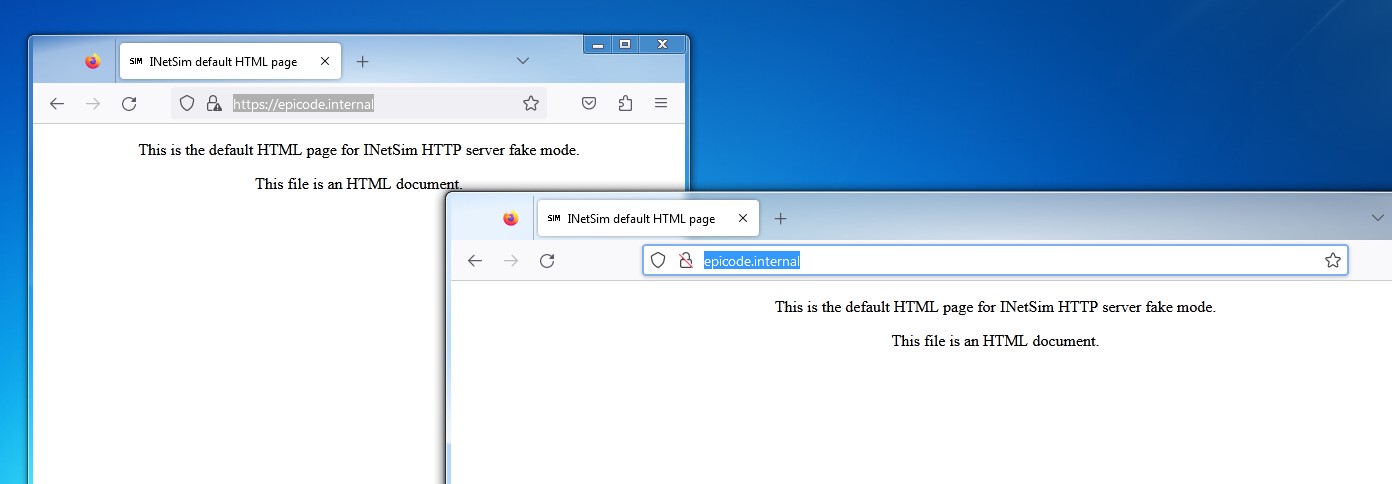 SIM INetSim default HTML page
https://epicode.internal
This is the default HTML page for INetSim HTTP server fake mode.
This file is an HTML document.
SIM INetSim default HTML page
epicode.internal
This is the default HTML page for INetSim HTTP server fake mode.
This file is an HTML document.